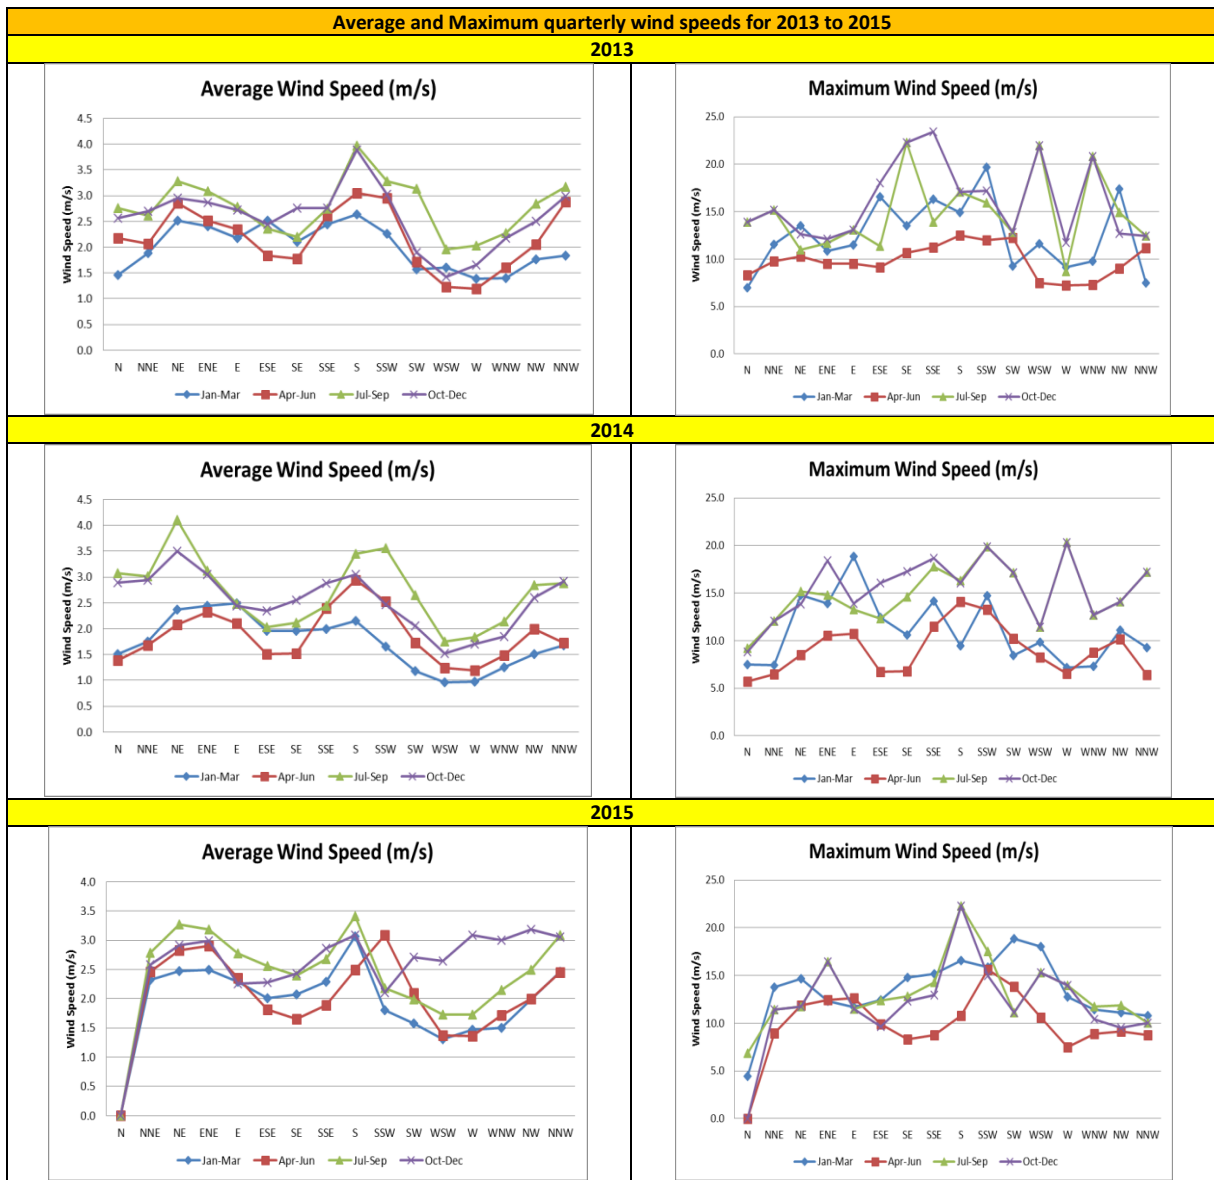 Average and Maximum quarterly wind speeds for 2013 to 2015
2013
Average Wind Speed (m/s)
Wind Speed (m/s)
4.5
4.0
3.5
3.0
2.5
2.0
1.5
1.0
0.5
0.0
N NNE NE ENE E ESE SE SSE S SSW SW WSW W WNW NW NNW
Jan-Mar Apr-Jun Jul-Sep Oct-Dec
Maximum Wind Speed (m/s)
Wind Speed (m/s)
25.0
20.0
15.0
10.0
5.0
0.0
N NNE NE ENE E ESE SE SSE S SSW SW WSW W WNW NW NNW
Jan-Mar Apr-Jun Jul-Sep Oct-Dec
2014
Average Wind Speed (m/s)
Wind Speed (m/s)
4.5
4.0
3.5
3.0
2.5
2.0
1.5
1.0
0.5
0.0
N NNE NE ENE E ESE SE SSE S SSW SW WSW W WNW NW NNW
Jan-Mar Apr-Jun Jul-Sep Oct-Dec
Maximum Wind Speed (m/s)
Wind Speed (m/s)
25.0
20.0
15.0
10.0
5.0
0.0
N NNE NE ENE E ESE SE SSE S SSW SW WSW W WNW NW NNW
Jan-Mar Apr-Jun Jul-Sep Oct-Dec
2015
Average Wind Speed (m/s)
Wind Speed (m/s)
4.0
3.5
3.0
2.5
2.0
1.5
1.0
0.5
0.0
N NNE NE ENE E ESE SE SSE S SSW SW WSW W WNW NW NNW
Jan-Mar Apr-Jun Jul-Sep Oct-Dec
Maximum Wind Speed (m/s)
Wind Speed (m/s)
25.0
20.0
15.0
10.0
5.0
0.0
N NNE NE ENE E ESE SE SSE S SSW SW WSW W WNW NW NNW
Jan-Mar Apr-Jun Jul-Sep Oct-Dec